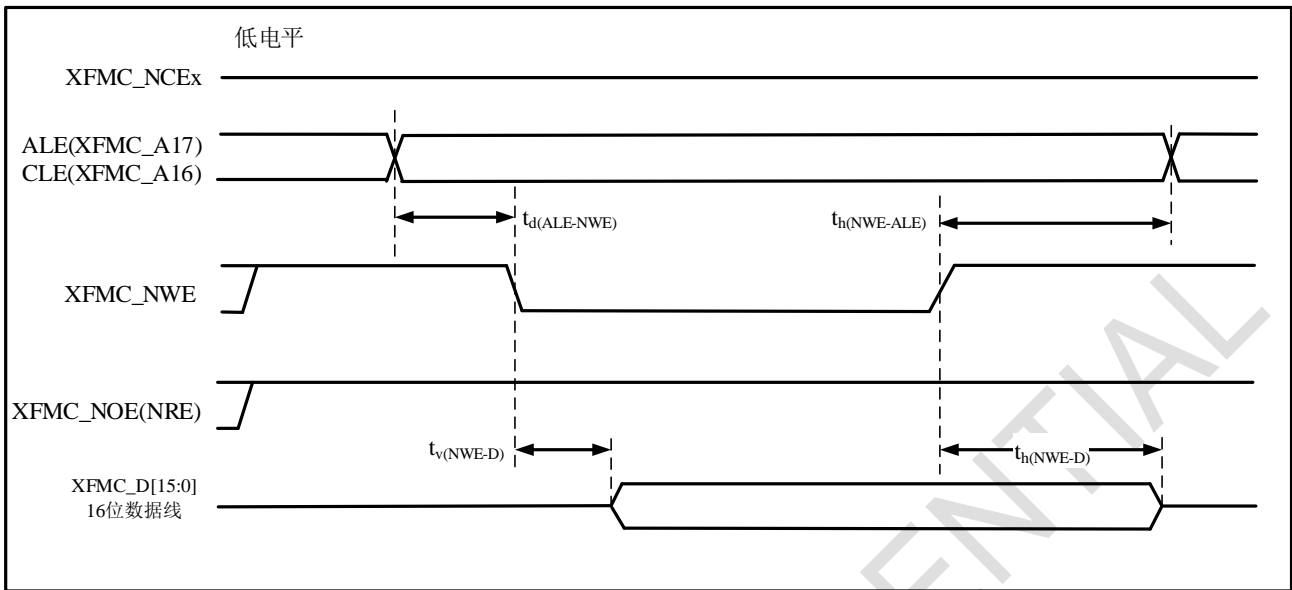 低电平
XFMC_NCEx
ALE(XFMC_A17)
CLE(XFMC_A16)
td(ALE-NWE)
th(NWE-ALE)
XFMC_NWE
XFMC_NOE(NRE)
tv(NWE-D)
th(NWE-D)
XFMC_D[15:0]
16位数据线
ENTIAL